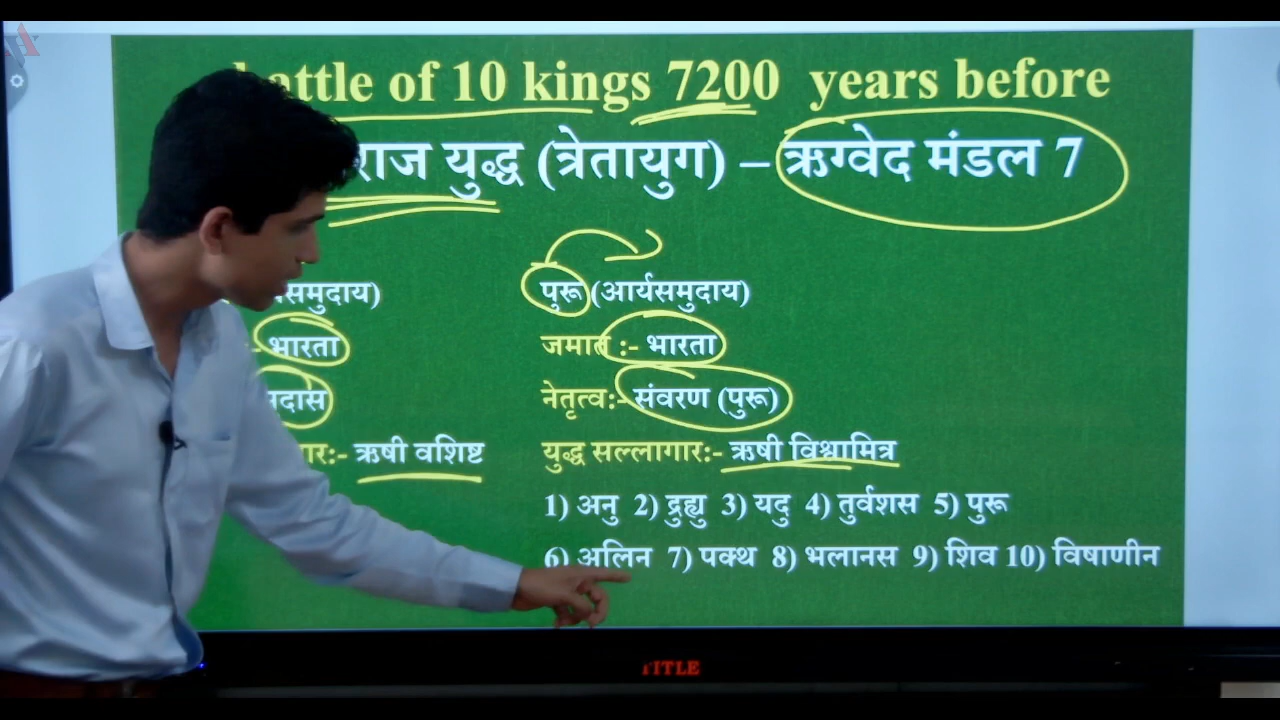 battle of 10 kings 7200 years before
राज युद्ध (त्रेतायुग) – ऋग्वेद मंडल 7
समुदाय) पुरू (आर्यसमुदाय)
भारता जमात :- भारता
दास नेतृत्व:- संवरण (पुरू)
गार:- ऋषी वशिष्ट युद्ध सल्लागार:- ऋषी विश्वामित्र
1) अनु 2) द्रुह्यु 3) यदु 4) तुर्वशस 5) पुरू
6) अलिन 7) पक्थ 8) भलानस 9) शिव 10) विषाणीन
TITLE